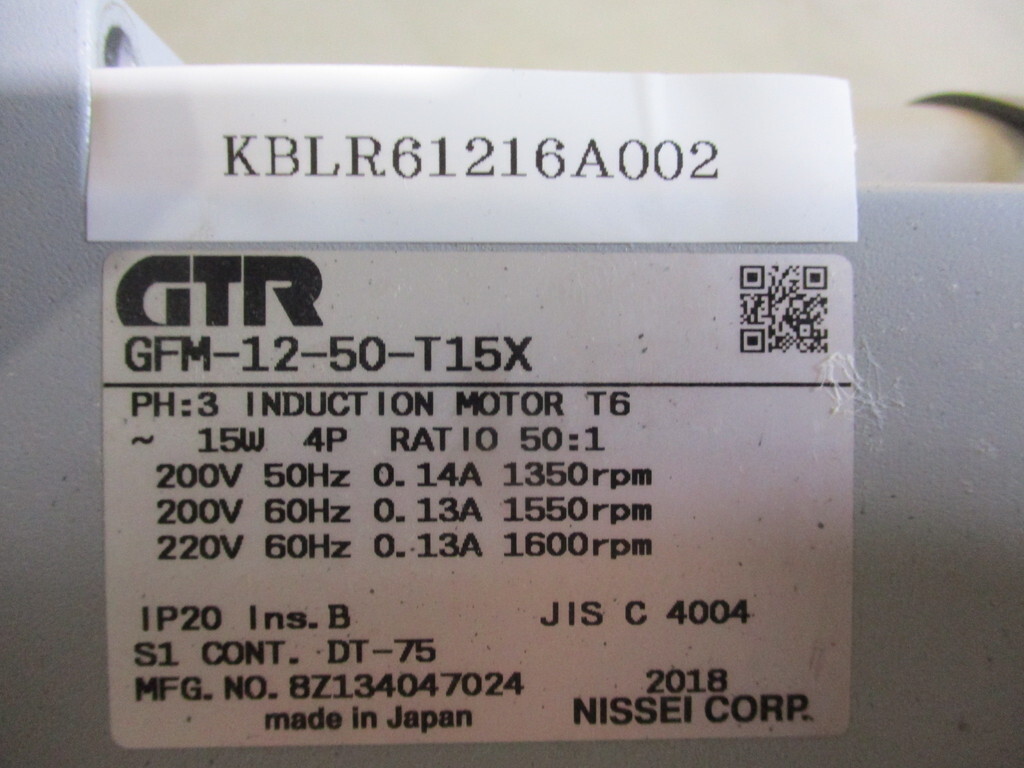 KBLR61216A002
GTR
GFM-12-50-T15X
PH:3 INDUCTION MOTOR T6
~ 15W 4P RATIO 50:1
200V 50Hz 0.14A 1350rpm
200V 60Hz 0.13A 1550rpm
220V 60Hz 0.13A 1600rpm
IP20 Ins.B JIS C 4004
S1 CONT. DT-75
MFG.NO.8Z134047024 2018
made in Japan NISSEI CORP.